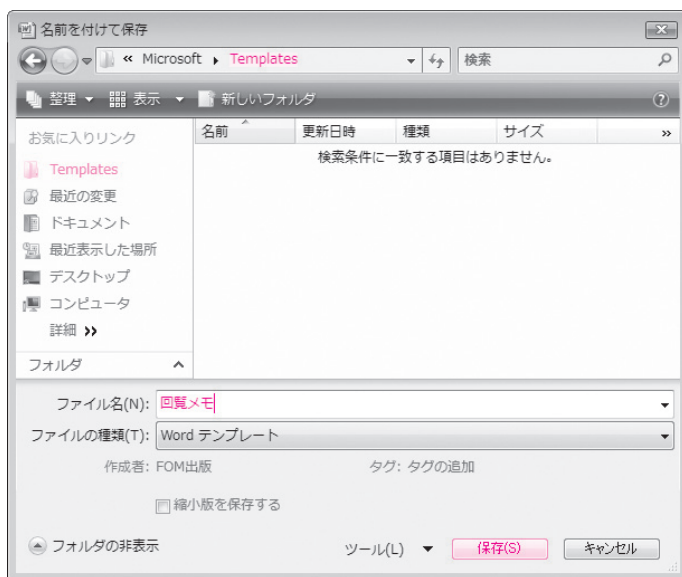 名前を付けて保存
« Microsoft ▸ Templates 検索
整理 ▼ 表示 ▼ 新しいフォルダ
お気に入りリンク
Templates
最近の変更
ドキュメント
最近表示した場所
デスクトップ
コンピュータ
詳細 »
フォルダ
名前 更新日時 種類 サイズ »
検索条件に一致する項目はありません。
ファイル名(N): 回覧メモ
ファイルの種類(T): Word テンプレート
作成者: FOM出版 タグ: タグの追加
縮小版を保存する
フォルダの非表示 ツール(L) ▼ 保存(S) キャンセル